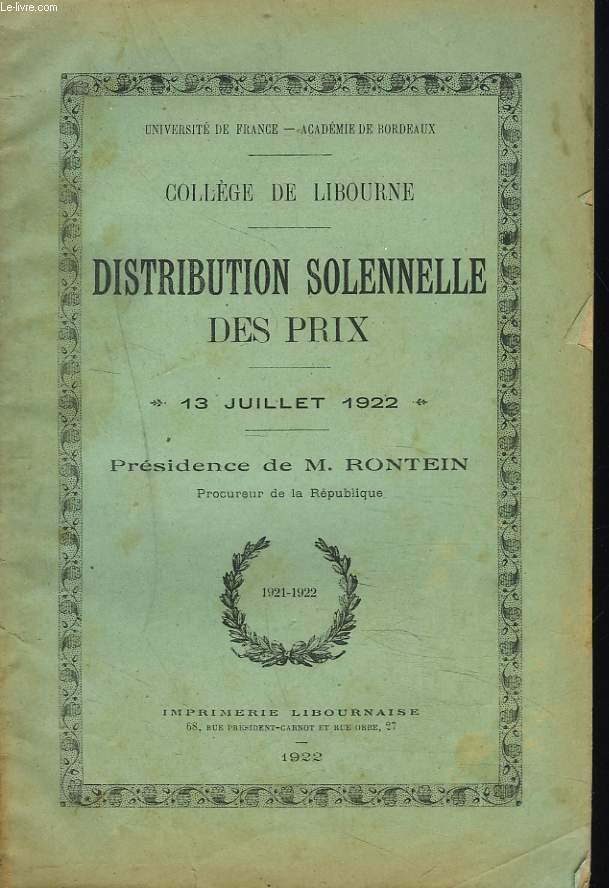 Le-livre.com
UNIVERSITÉ DE FRANCE — ACADÉMIE DE BORDEAUX
COLLÈGE DE LIBOURNE
DISTRIBUTION SOLENNELLE
DES PRIX
13 JUILLET 1922
Présidence de M. RONTEIN
Procureur de la République
1921-1922
IMPRIMERIE LIBOURNAISE
68, RUE PRESIDENT-CARNOT ET RUE ORBE, 27
1922